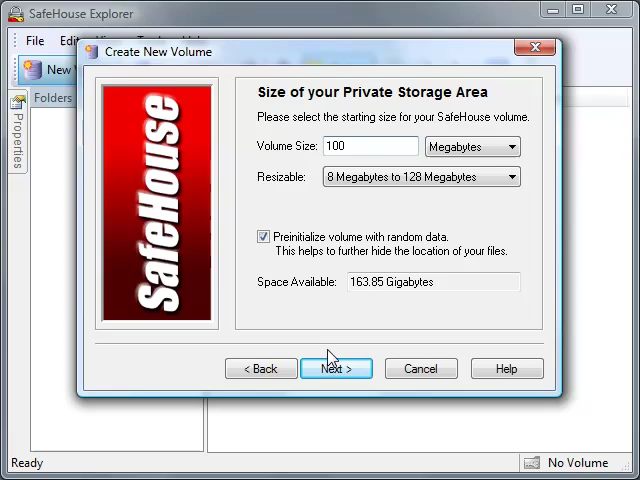 SafeHouse Explorer
File
Create New Volume
New
Folders
Properties
SafeHouse
Size of your Private Storage Area
Please select the starting size for your SafeHouse volume.
Volume Size: 100 Megabytes
Resizable: 8 Megabytes to 128 Megabytes
Preinitialize volume with random data.
This helps to further hide the location of your files.
Space Available: 163.85 Gigabytes
< Back Next > Cancel Help
Ready No Volume